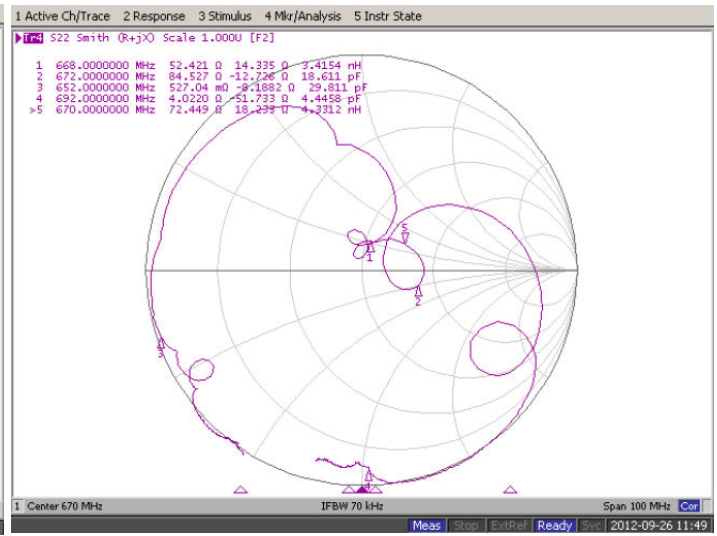 1 Active Ch/Trace 2 Response 3 Stimulus 4 Mkr/Analysis 5 Instr State
Tr4 S22 Smith (R+jX) Scale 1.000U [F2]
1 668.0000000 MHz 52.421 Ω 14.335 Ω 3.4154 nH
2 672.0000000 MHz 84.527 Ω -12.726 Ω 18.611 pF
3 652.0000000 MHz 527.04 mΩ -8.1882 Ω 29.811 pF
4 692.0000000 MHz 4.0220 Ω -51.733 Ω 4.4458 pF
>5 670.0000000 MHz 72.449 Ω 18.233 Ω 4.3312 nH
5
1
2
3
4
1 Center 670 MHz IFBW 70 kHz Span 100 MHz Cor
Meas Stop ExtRef Ready Svc 2012-09-26 11:49